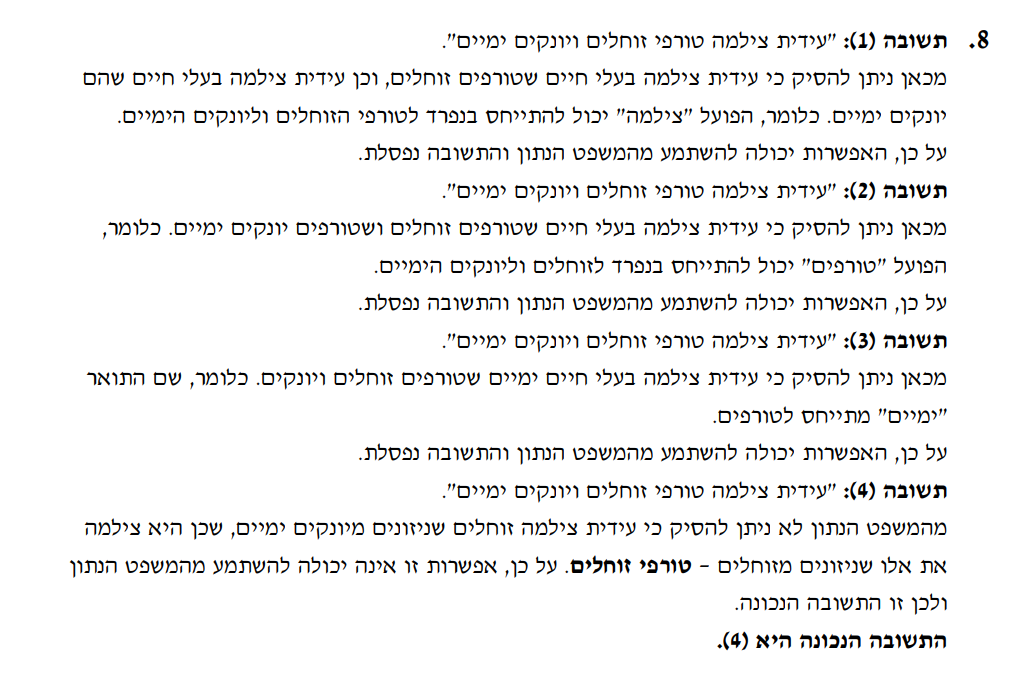 8. תשובה (1): "עידית צילמה טורפי זוחלים ויונקים ימיים".
מכאן ניתן להסיק כי עידית צילמה בעלי חיים שטורפים זוחלים, וכן עידית צילמה בעלי חיים שהם
יונקים ימיים. כלומר, הפועל "צילמה" יכול להתייחס בנפרד לטורפי הזוחלים וליונקים הימיים.
על כן, האפשרות יכולה להשתמע מהמשפט הנתון והתשובה נפסלת.
תשובה (2): "עידית צילמה טורפי זוחלים ויונקים ימיים".
מכאן ניתן להסיק כי עידית צילמה בעלי חיים שטורפים זוחלים ושטורפים יונקים ימיים. כלומר,
הפועל "טורפים" יכול להתייחס בנפרד לזוחלים וליונקים הימיים.
על כן, האפשרות יכולה להשתמע מהמשפט הנתון והתשובה נפסלת.
תשובה (3): "עידית צילמה טורפי זוחלים ויונקים ימיים".
מכאן ניתן להסיק כי עידית צילמה בעלי חיים ימיים שטורפים זוחלים ויונקים. כלומר, שם התואר
"ימיים" מתייחס לטורפים.
על כן, האפשרות יכולה להשתמע מהמשפט הנתון והתשובה נפסלת.
תשובה (4): "עידית צילמה טורפי זוחלים ויונקים ימיים".
מהמשפט הנתון לא ניתן להסיק כי עידית צילמה זוחלים שניזונים מיונקים ימיים, שכן היא צילמה
את אלו שניזונים מזוחלים – טורפי זוחלים. על כן, אפשרות זו אינה יכולה להשתמע מהמשפט הנתון
ולכן זו התשובה הנכונה.
התשובה הנכונה היא (4).